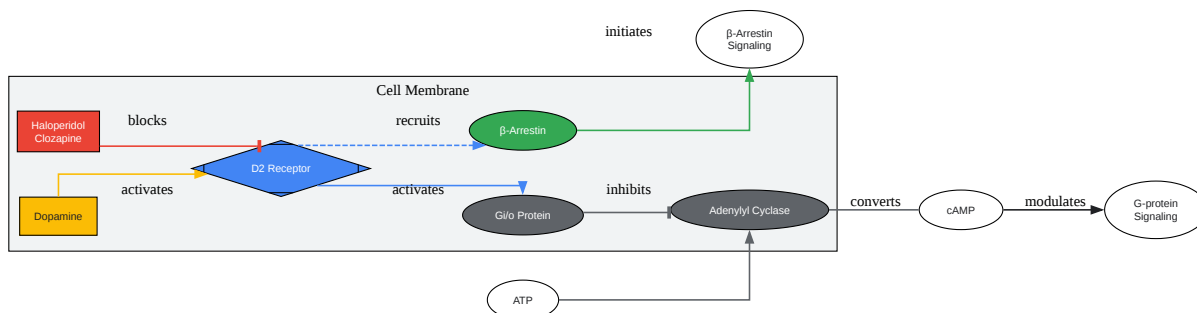 initiates
β-Arrestin
Signaling
Cell Membrane
Haloperidol
Clozapine
blocks
recruits
β-Arrestin
D2 Receptor
activates
activates
inhibits
Dopamine
Gi/o Protein
Adenylyl Cyclase
converts
cAMP
modulates
G-protein
Signaling
ATP